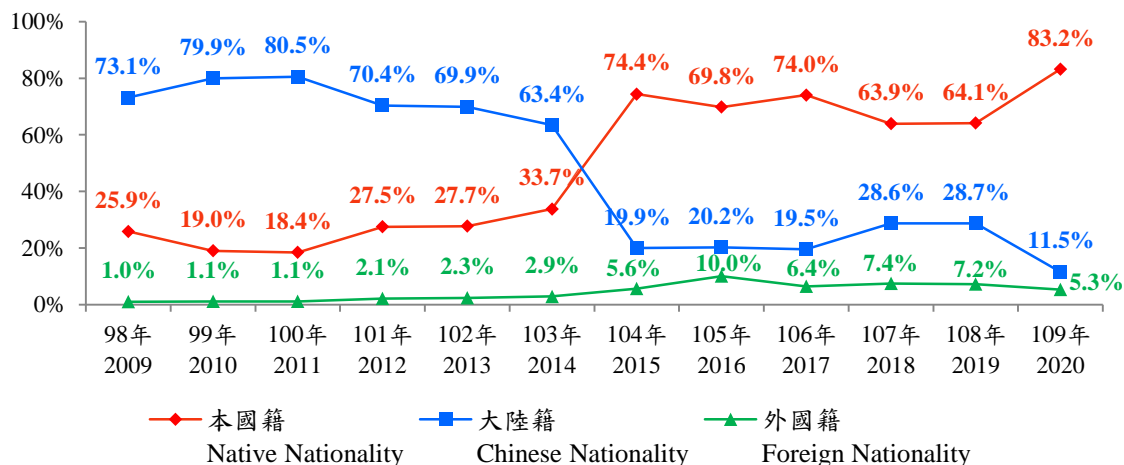 100%
80%
60%
40%
20%
0%
73.1% 79.9% 80.5% 70.4% 69.9% 63.4% 19.9% 20.2% 19.5% 28.6% 28.7% 11.5%
25.9% 19.0% 18.4% 27.5% 27.7% 33.7% 74.4% 69.8% 74.0% 63.9% 64.1% 83.2%
1.0% 1.1% 1.1% 2.1% 2.3% 2.9% 5.6% 10.0% 6.4% 7.4% 7.2% 5.3%
98年 99年 100年 101年 102年 103年 104年 105年 106年 107年 108年 109年
2009 2010 2011 2012 2013 2014 2015 2016 2017 2018 2019 2020
本國籍 大陸籍 外國籍
Native Nationality Chinese Nationality Foreign Nationality